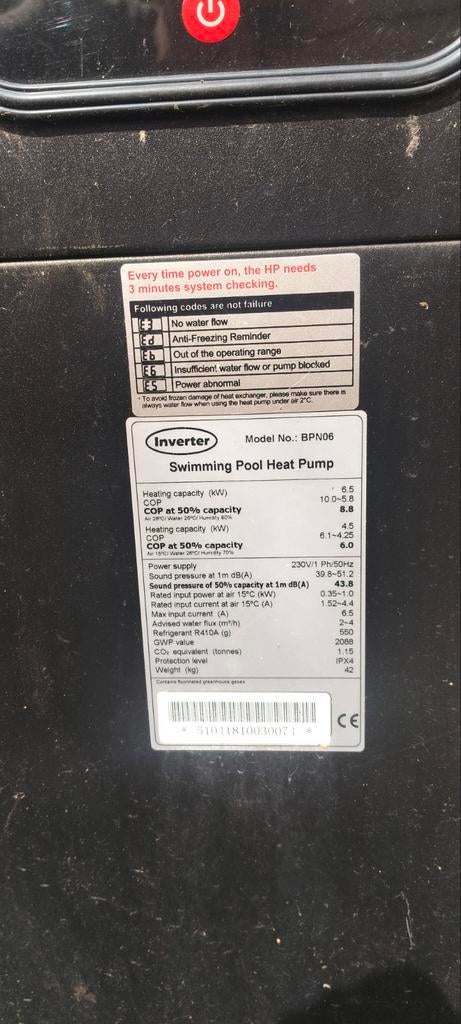 Every time power on, the HP needs
3 minutes system checking.
Following codes are not failure
E3 No water flow
Ed Anti-Freezing Reminder
Eb Out of the operating range
E6 Insufficient water flow or pump blocked
E5 Power abnormal
* To avoid frozen damage of heat exchanger, please make sure there is
always water flow when using the heat pump under air 2°C.
Inverter Model No.: BPN06
Swimming Pool Heat Pump
Heating capacity (kW) 6.5
COP 10.0~5.8
COP at 50% capacity 8.8
Air 26°C/ Water 26°C/ Humidity 80%
Heating capacity (kW) 4.5
COP 6.1~4.25
COP at 50% capacity 6.0
Air 15°C/ Water 26°C/ Humidity 70%
Power supply 230V/1 Ph/50Hz
Sound pressure at 1m dB(A) 39.8~51.2
Sound pressure of 50% capacity at 1m dB(A) 43.8
Rated input power at air 15°C (kW) 0.35~1.0
Rated input current at air 15°C (A) 1.52~4.4
Max input current (A) 6.5
Advised water flux (m³/h) 2~4
Refrigerant R410A (g) 550
GWP value 2088
CO₂ equivalent (tonnes) 1.15
Protection level IPX4
Weight (kg) 42
Contains fluorinated greenhouse gases
CE